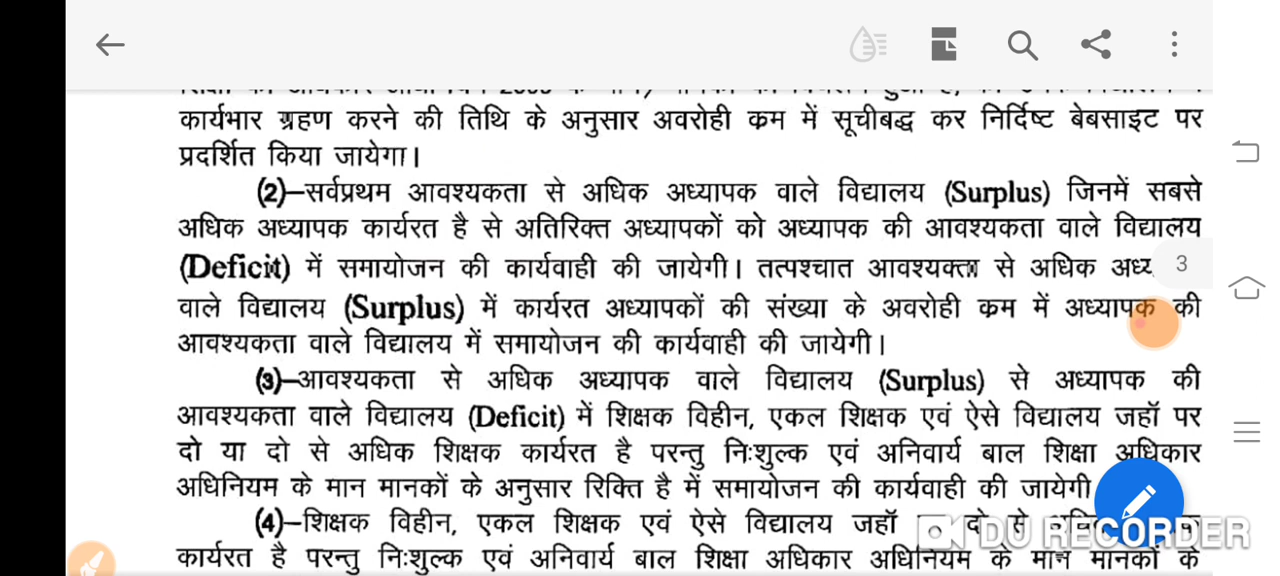 कार्यभार ग्रहण करने की तिथि के अनुसार अवरोही क्रम में सूचीबद्ध कर निर्दिष्ट बेबसाइट पर
प्रदर्शित किया जायेगा।
(2)–सर्वप्रथम आवश्यकता से अधिक अध्यापक वाले विद्यालय (Surplus) जिनमें सबसे
अधिक अध्यापक कार्यरत है से अतिरिक्त अध्यापकों को अध्यापक की आवश्यकता वाले विद्यालय
(Deficit) में समायोजन की कार्यवाही की जायेगी। तत्पश्चात आवश्यक्ता से अधिक
3
वाले विद्यालय (Surplus) में कार्यरत अध्यापकों की संख्या के अवरोही क्रम में अध्यापक की
आवश्यकता वाले विद्यालय में समायोजन की कार्यवाही की जायेगी।
(3)–आवश्यकता से अधिक अध्यापक वाले विद्यालय (Surplus) से अध्यापक की
आवश्यकता वाले विद्यालय (Deficit) में शिक्षक विहीन, एकल शिक्षक एवं ऐसे विद्यालय जहॉ पर
दो या दो से अधिक शिक्षक कार्यरत है परन्तु निःशुल्क एवं अनिवार्य बाल शिक्षा अधिकार
अधिनियम के मान मानकों के अनुसार रिक्ति है में समायोजन की कार्यवाही की जायेगी
(4)–शिक्षक विहीन, एकल शिक्षक एवं ऐसे विद्यालय जहॉ दो से
DU RECORDER
कार्यरत है परन्तु निःशुल्क एवं अनिवार्य बाल शिक्षा अधिकार अधिनियम के मान मानकों के